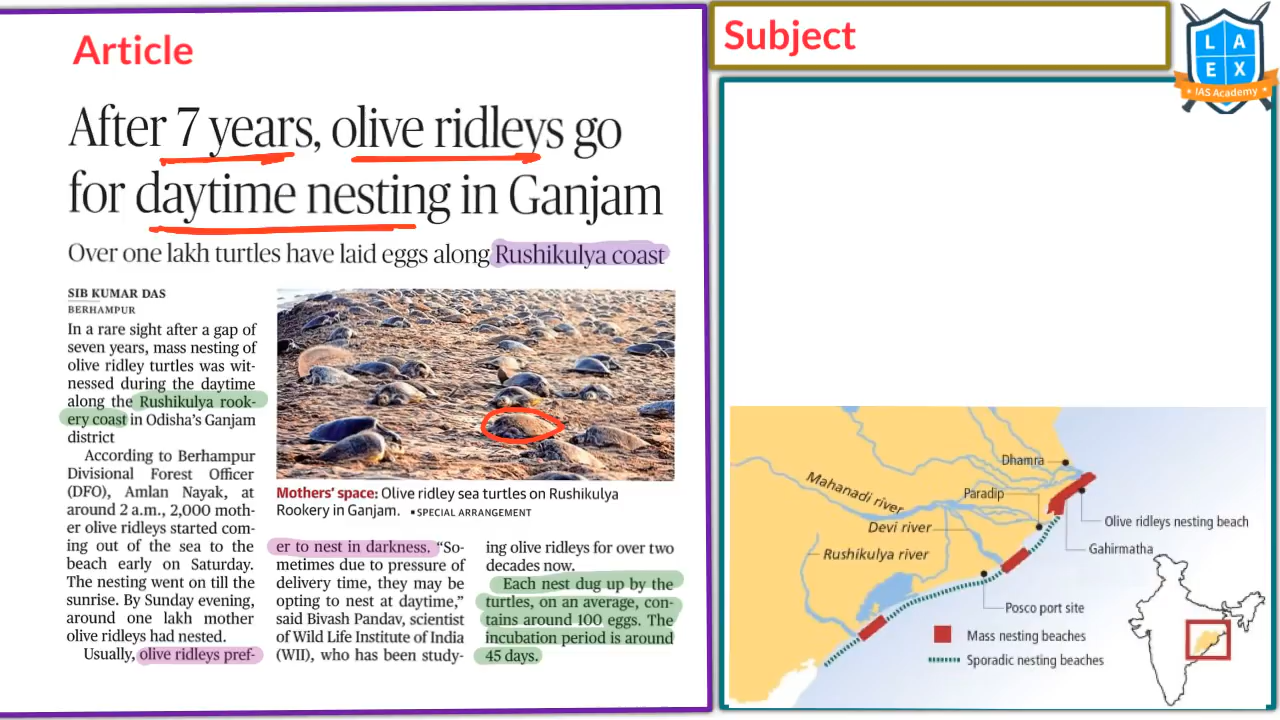 Article
After 7 years, olive ridleys go
for daytime nesting in Ganjam
Over one lakh turtles have laid eggs along Rushikulya coast
SIB KUMAR DAS
BERHAMPUR
In a rare sight after a gap of
seven years, mass nesting of
olive ridley turtles was wit-
nessed during the daytime
along the Rushikulya rook-
ery coast in Odisha's Ganjam
district
According to Berhampur
Divisional Forest Officer
(DFO), Amlan Nayak, at
around 2 a.m., 2,000 moth-
er olive ridleys started com-
ing out of the sea to the
beach early on Saturday.
The nesting went on till the
sunrise. By Sunday evening,
around one lakh mother
olive ridleys had nested.
Usually, olive ridleys pref-
Mothers' space: Olive ridley sea turtles on Rushikulya
Rookery in Ganjam. ▪ SPECIAL ARRANGEMENT
er to nest in darkness. “So-
metimes due to pressure of
delivery time, they may be
opting to nest at daytime,”
said Bivash Pandav, scientist
of Wild Life Institute of India
(WII), who has been study-
ing olive ridleys for over two
decades now.
Each nest dug up by the
turtles, on an average, con-
tains around 100 eggs. The
incubation period is around
45 days.
Subject
L A
E X
IAS Academy
Dhamra
Mahanadi river
Paradip
Devi river
Olive ridleys nesting beach
Rushikulya river
Gahirmatha
Posco port site
Mass nesting beaches
Sporadic nesting beaches